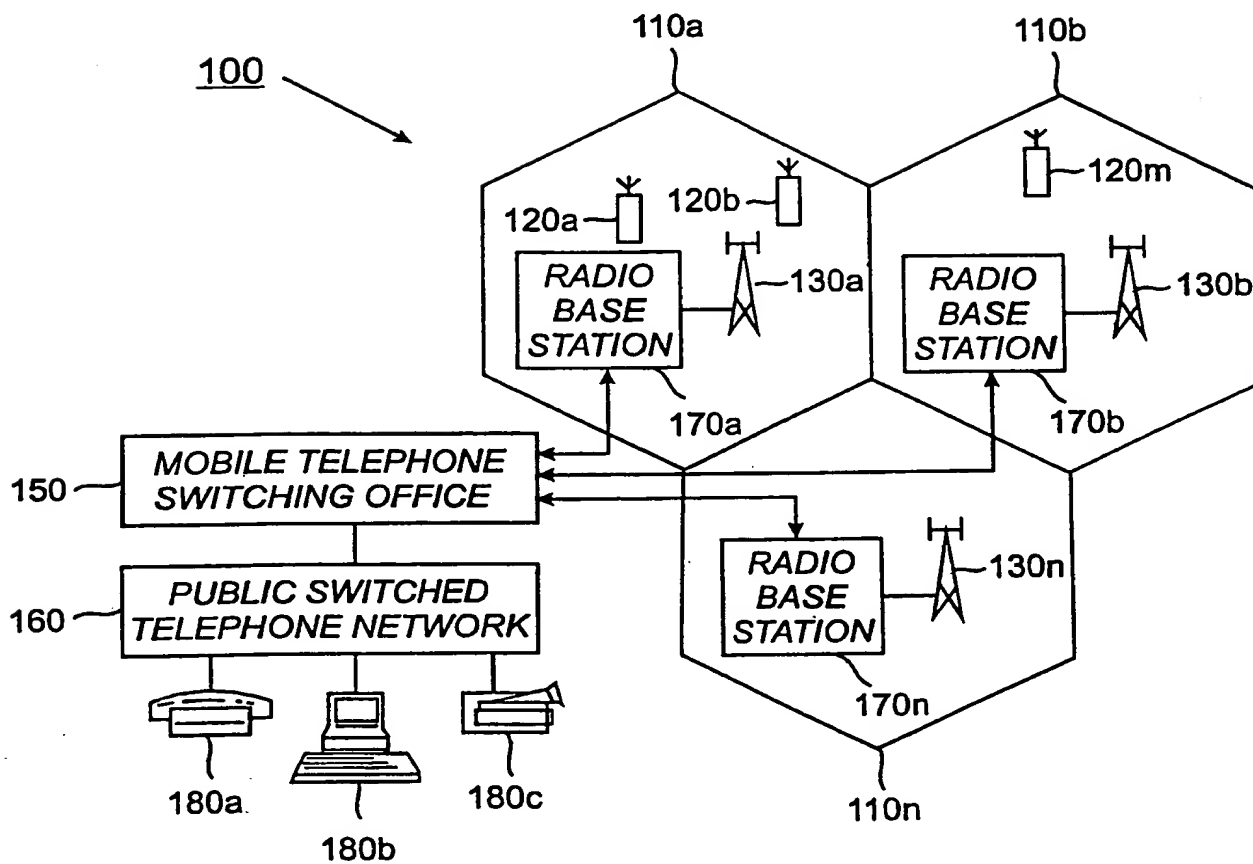 110a
110b
100
120m
120a
120b
RADIO
BASE
STATION
130a
RADIO
BASE
STATION
130b
170a
170b
150
MOBILE TELEPHONE
SWITCHING OFFICE
160
PUBLIC SWITCHED
TELEPHONE NETWORK
RADIO
BASE
STATION
130n
170n
180a
180b
180c
110n